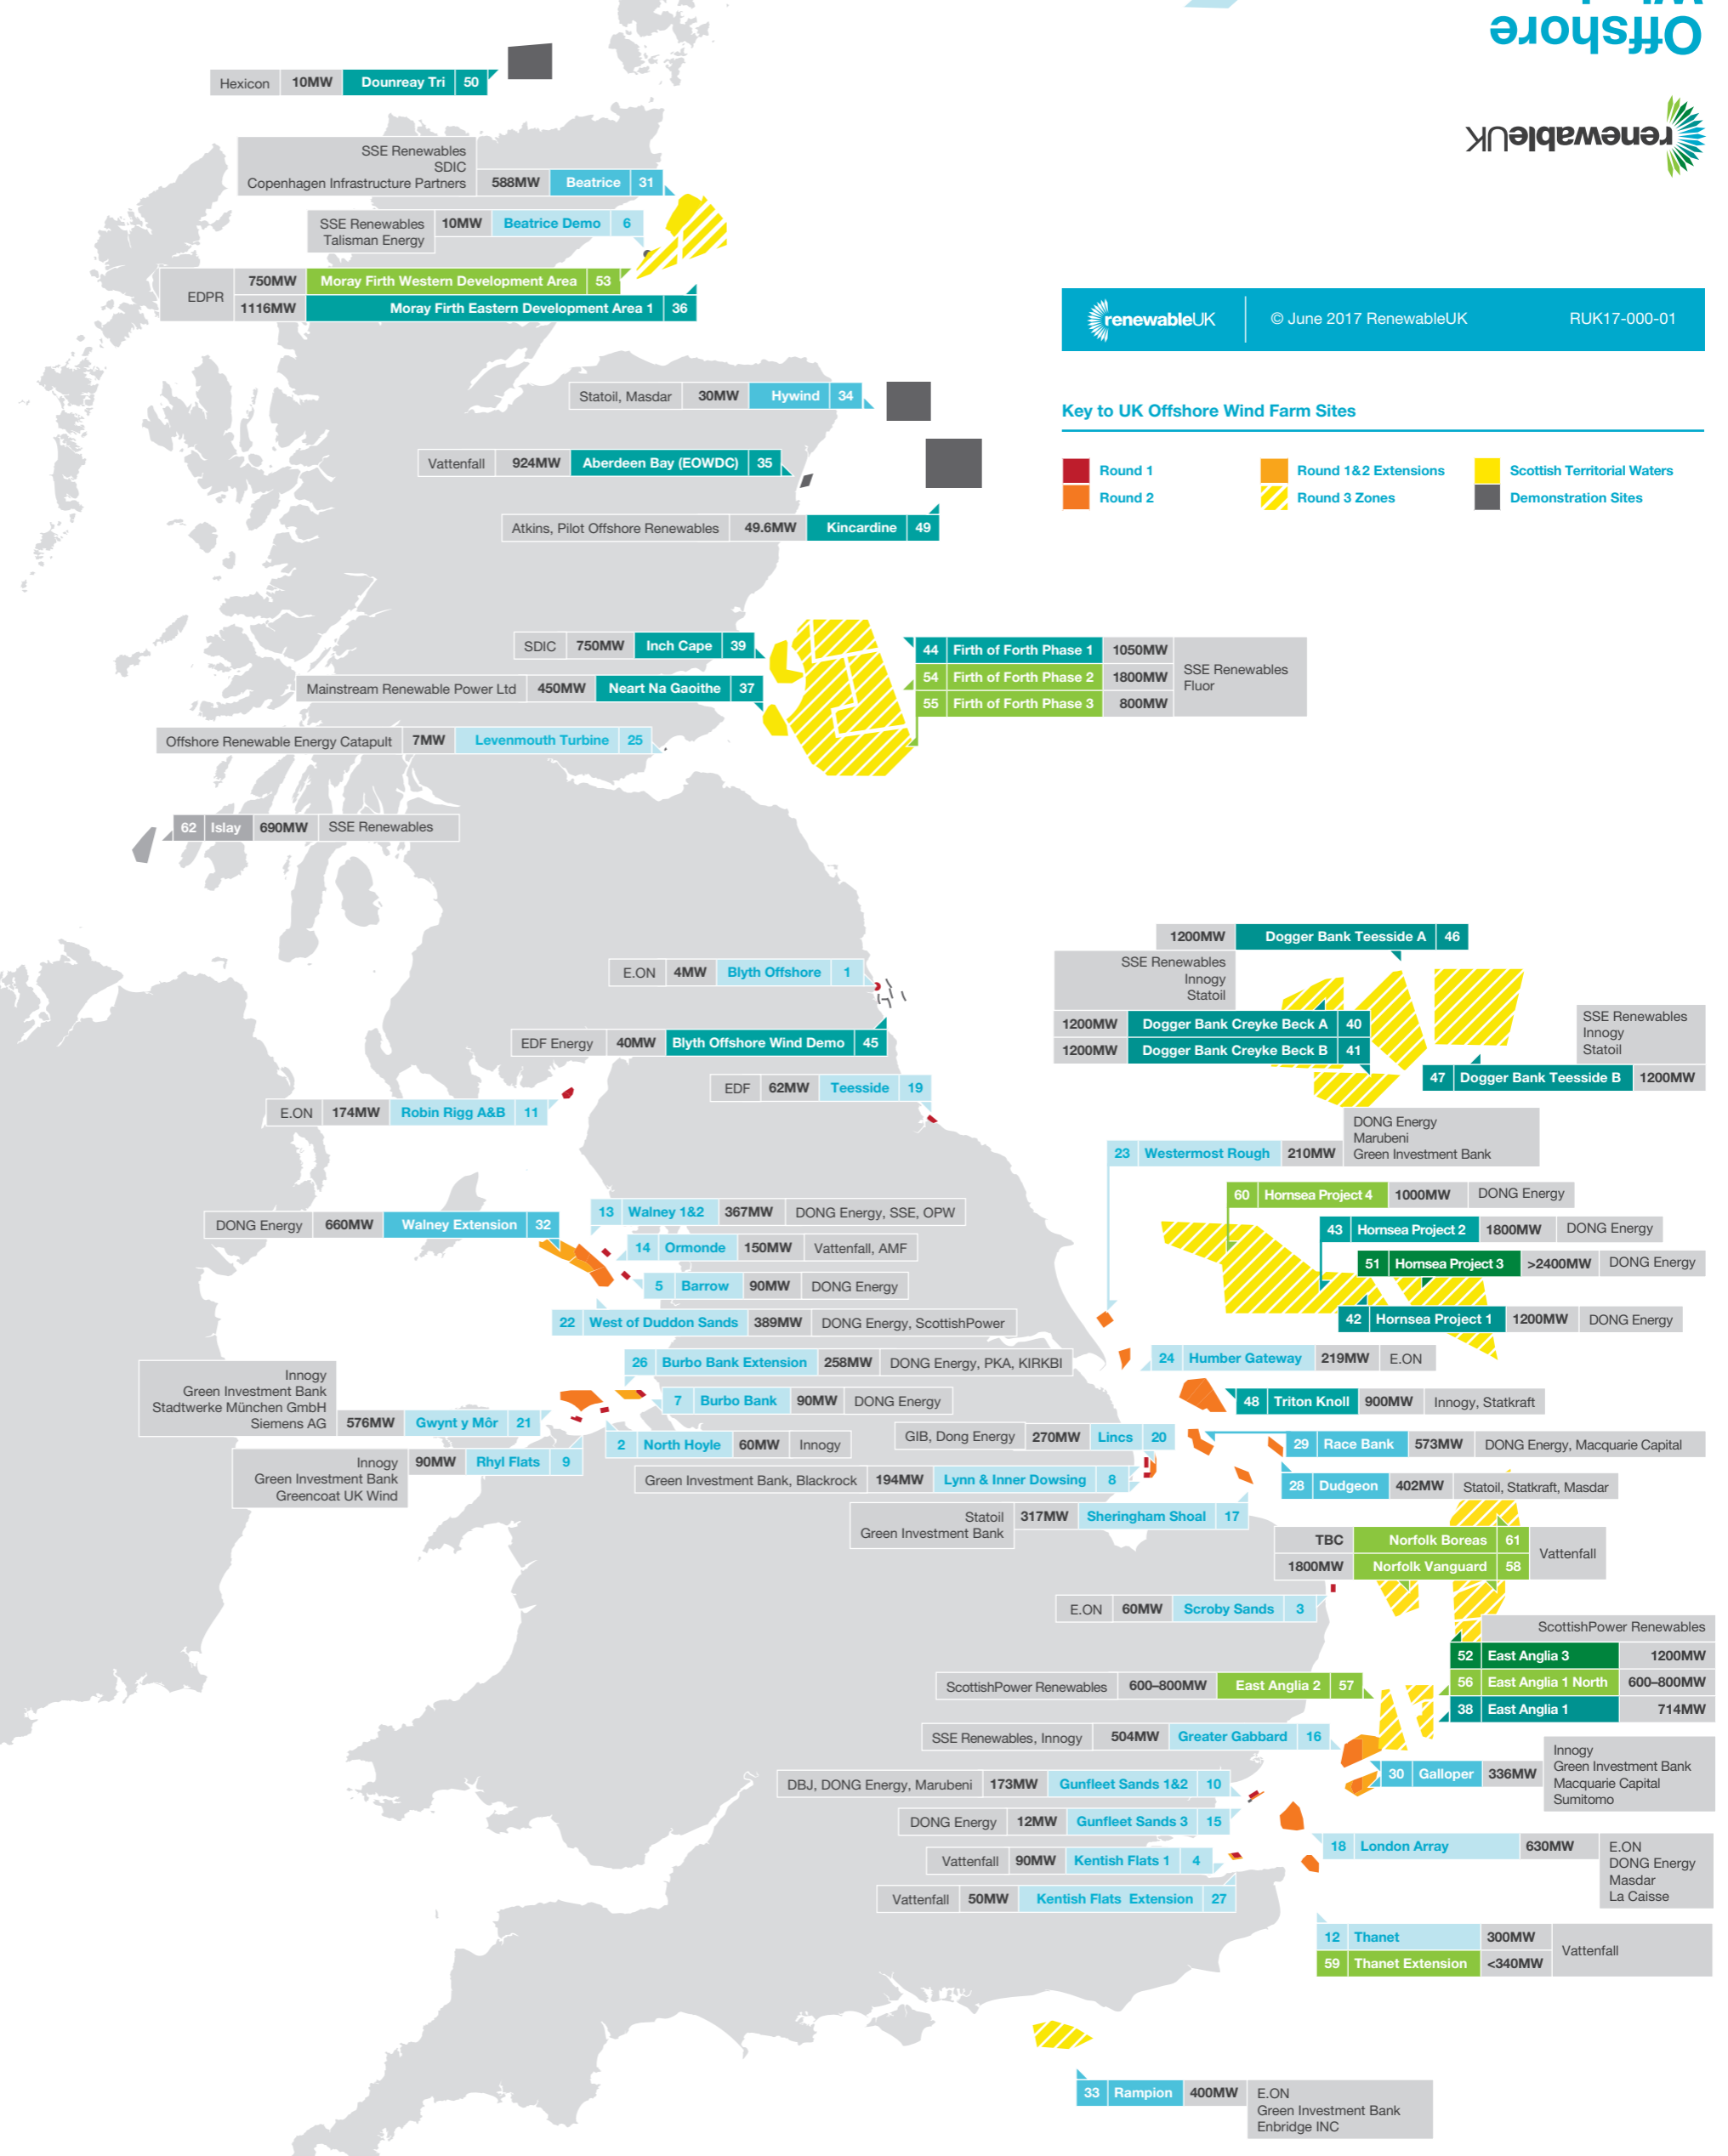 Offshore
renewableUK
Hexicon 10MW Dounreay Tri 50
SSE Renewables
SDIC
Copenhagen Infrastructure Partners 588MW Beatrice 31
SSE Renewables 10MW Beatrice Demo 6
Talisman Energy
EDPR
750MW Moray Firth Western Development Area 53
1116MW Moray Firth Eastern Development Area 1 36
renewableUK © June 2017 RenewableUK RUK17-000-01
Statoil, Masdar 30MW Hywind 34
Key to UK Offshore Wind Farm Sites
Round 1 Round 1&2 Extensions Scottish Territorial Waters
Round 2 Round 3 Zones Demonstration Sites
Vattenfall 924MW Aberdeen Bay (EOWDC) 35
Atkins, Pilot Offshore Renewables 49.6MW Kincardine 49
SDIC 750MW Inch Cape 39
44 Firth of Forth Phase 1 1050MW
54 Firth of Forth Phase 2 1800MW
55 Firth of Forth Phase 3 800MW
SSE Renewables
Fluor
Mainstream Renewable Power Ltd 450MW Neart Na Gaoithe 37
Offshore Renewable Energy Catapult 7MW Levenmouth Turbine 25
62 Islay 690MW SSE Renewables
1200MW Dogger Bank Teesside A 46
SSE Renewables
Innogy
Statoil
1200MW Dogger Bank Creyke Beck A 40
1200MW Dogger Bank Creyke Beck B 41
SSE Renewables
Innogy
Statoil
47 Dogger Bank Teesside B 1200MW
E.ON 4MW Blyth Offshore 1
EDF Energy 40MW Blyth Offshore Wind Demo 45
EDF 62MW Teesside 19
E.ON 174MW Robin Rigg A&B 11
DONG Energy
Marubeni
23 Westermost Rough 210MW Green Investment Bank
60 Hornsea Project 4 1000MW DONG Energy
43 Hornsea Project 2 1800MW DONG Energy
51 Hornsea Project 3 >2400MW DONG Energy
42 Hornsea Project 1 1200MW DONG Energy
DONG Energy 660MW Walney Extension 32
13 Walney 1&2 367MW DONG Energy, SSE, OPW
14 Ormonde 150MW Vattenfall, AMF
5 Barrow 90MW DONG Energy
22 West of Duddon Sands 389MW DONG Energy, ScottishPower
26 Burbo Bank Extension 258MW DONG Energy, PKA, KIRKBI
24 Humber Gateway 219MW E.ON
Innogy
Green Investment Bank
Stadtwerke München GmbH
Siemens AG 576MW Gwynt y Môr 21
7 Burbo Bank 90MW DONG Energy
48 Triton Knoll 900MW Innogy, Statkraft
2 North Hoyle 60MW Innogy
GIB, Dong Energy 270MW Lincs 20
29 Race Bank 573MW DONG Energy, Macquarie Capital
Innogy 90MW Rhyl Flats 9
Green Investment Bank
Greencoat UK Wind
Green Investment Bank, Blackrock 194MW Lynn & Inner Dowsing 8
28 Dudgeon 402MW Statoil, Statkraft, Masdar
Statoil 317MW Sheringham Shoal 17
Green Investment Bank
TBC Norfolk Boreas 61
1800MW Norfolk Vanguard 58
Vattenfall
E.ON 60MW Scroby Sands 3
ScottishPower Renewables
52 East Anglia 3 1200MW
56 East Anglia 1 North 600–800MW
38 East Anglia 1 714MW
ScottishPower Renewables 600–800MW East Anglia 2 57
SSE Renewables, Innogy 504MW Greater Gabbard 16
Innogy
30 Galloper 336MW Green Investment Bank
Macquarie Capital
Sumitomo
DBJ, DONG Energy, Marubeni 173MW Gunfleet Sands 1&2 10
DONG Energy 12MW Gunfleet Sands 3 15
18 London Array 630MW E.ON
DONG Energy
Masdar
La Caisse
Vattenfall 90MW Kentish Flats 1 4
Vattenfall 50MW Kentish Flats Extension 27
12 Thanet 300MW
59 Thanet Extension <340MW
Vattenfall
33 Rampion 400MW E.ON
Green Investment Bank
Enbridge INC